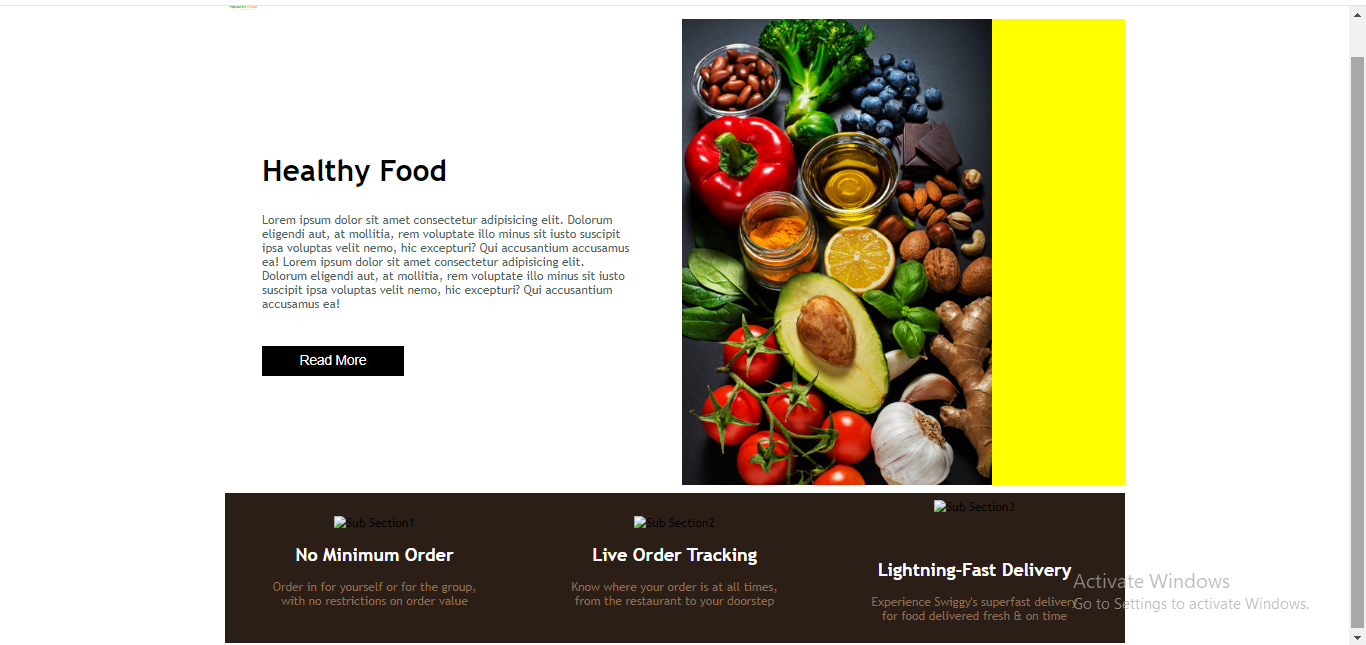 Healthy Food
Lorem ipsum dolor sit amet consectetur adipisicing elit. Dolorum
eligendi aut, at mollitia, rem voluptate illo minus sit iusto suscipit
ipsa voluptas velit nemo, hic excepturi? Qui accusantium accusamus
ea! Lorem ipsum dolor sit amet consectetur adipisicing elit.
Dolorum eligendi aut, at mollitia, rem voluptate illo minus sit iusto
suscipit ipsa voluptas velit nemo, hic excepturi? Qui accusantium
accusamus ea!
Read More
Sub Section1
No Minimum Order
Order in for yourself or for the group,
with no restrictions on order value
Sub Section2
Live Order Tracking
Know where your order is at all times,
from the restaurant to your doorstep
Sub Section3
Lightning-Fast Delivery
Experience Swiggy's superfast delivery
for food delivered fresh & on time
Activate Windows
Go to Settings to activate Windows.